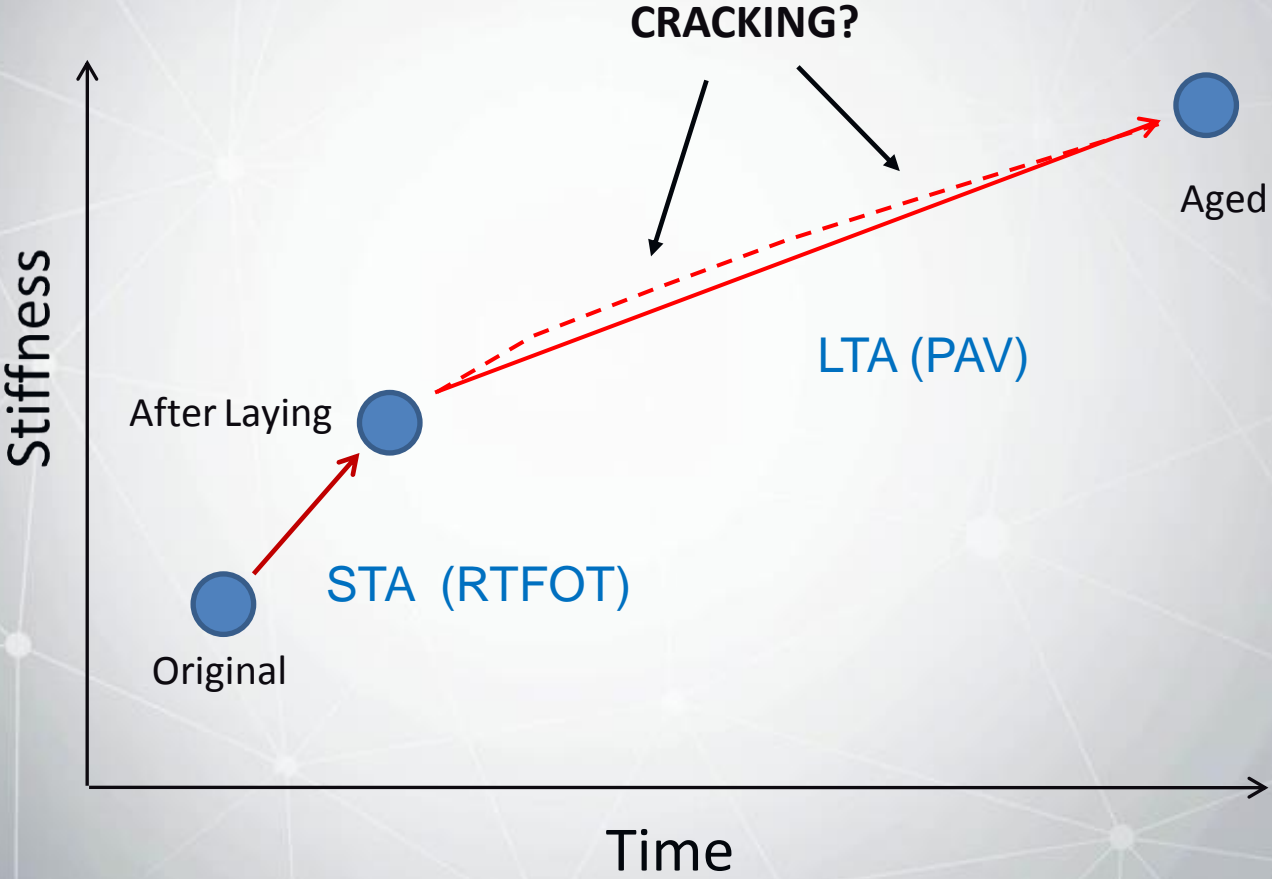 CRACKING?
Aged
Stiffness
LTA (PAV)
After Laying
STA (RTFOT)
Original
Time